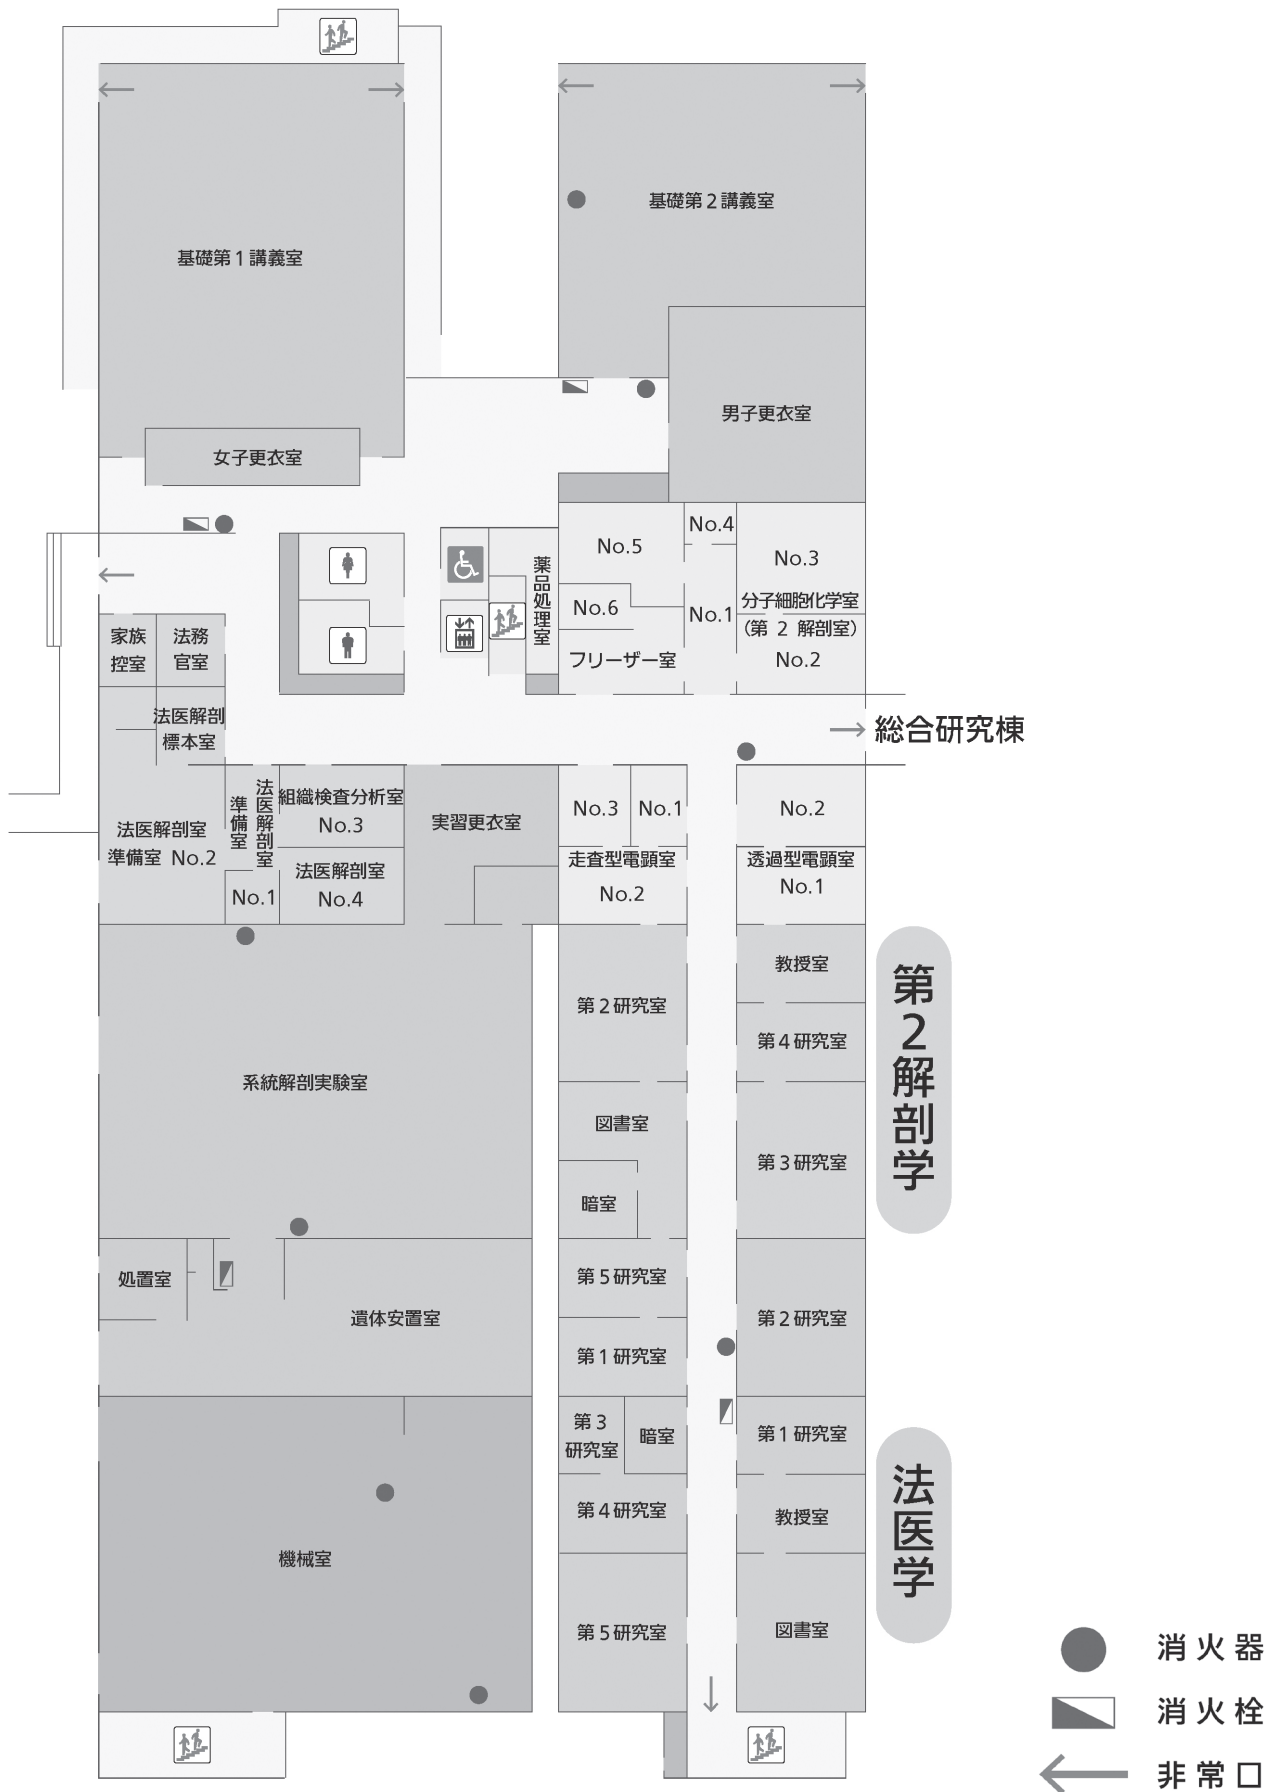 基礎第1講義室
基礎第2講義室
男子更衣室
女子更衣室
薬品処理室
No.5
No.4
No.3
No.6
No.1
分子細胞化学室
(第 2 解剖室)
No.2
フリーザー室
家族
控室
法務
官室
法医解剖
標本室
総合研究棟
法医解剖室
準備室 No.2
法医解剖室
準備室
No.1
組織検査分析室
No.3
法医解剖室
No.4
実習更衣室
No.3
No.1
走査型電顕室
No.2
No.2
透過型電顕室
No.1
系統解剖実験室
第2研究室
教授室
第4研究室
図書室
暗室
第3研究室
第2解剖学
処置室
遺体安置室
第5研究室
第1研究室
第2研究室
第3
研究室
暗室
第1研究室
第4研究室
教授室
法医学
機械室
第5研究室
図書室
消火器
消火栓
非常口